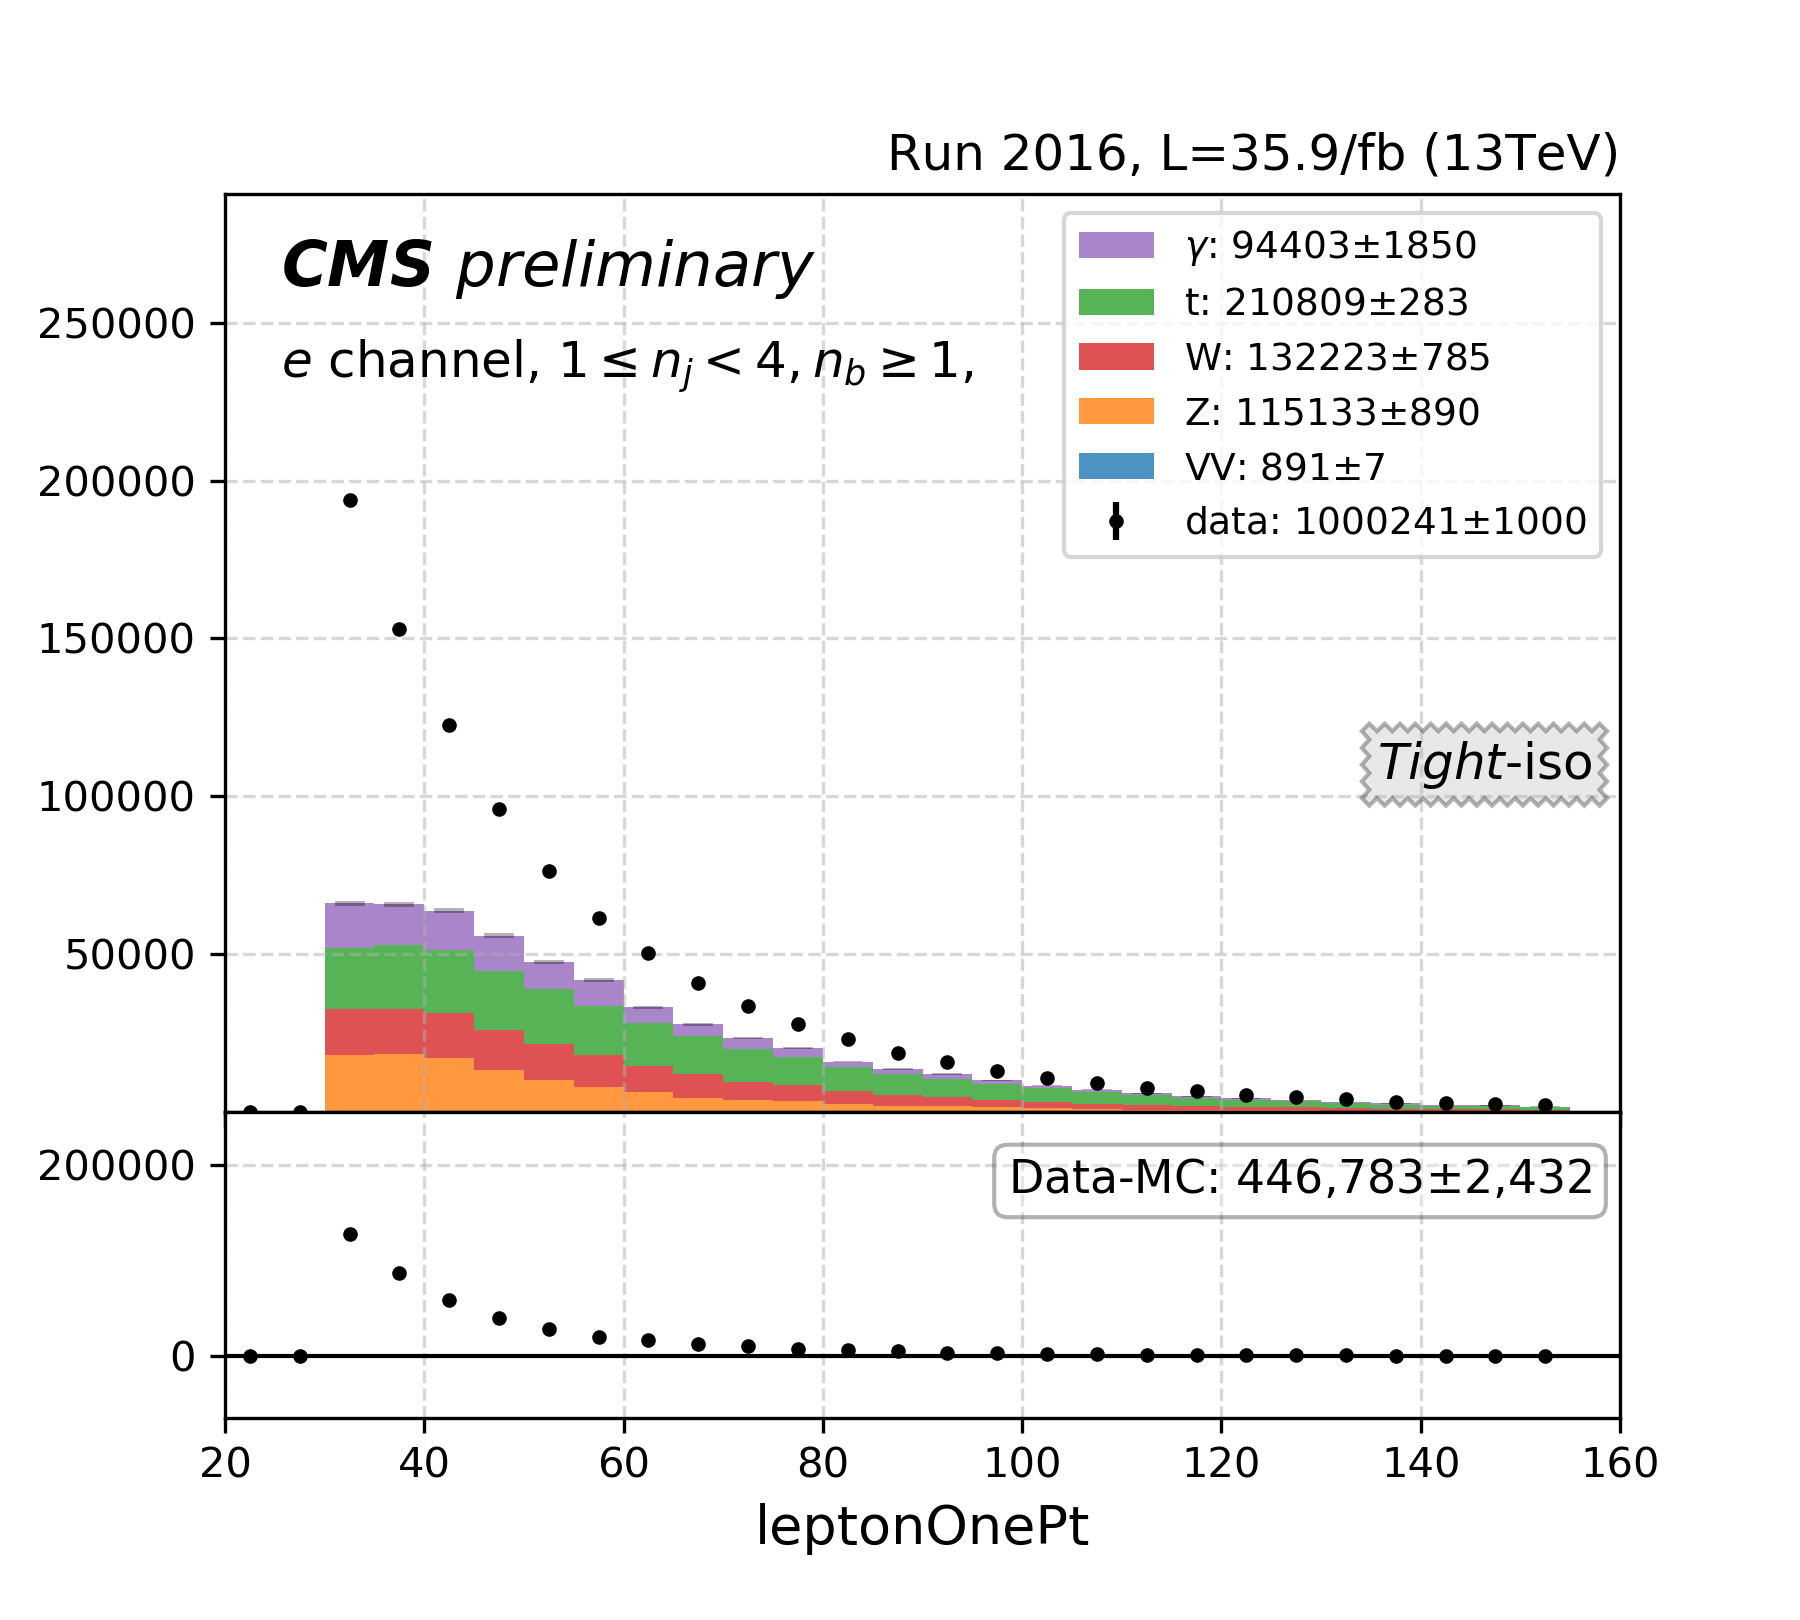 Run 2016, L=35.9/fb (13TeV)
CMS preliminary
e channel, 1 ≤ n_j < 4, n_b ≥ 1,
γ: 94403±1850
t: 210809±283
W: 132223±785
Z: 115133±890
VV: 891±7
data: 1000241±1000
250000
200000
150000
100000
50000
Tight-iso
Data-MC: 446,783±2,432
200000
0
20 40 60 80 100 120 140 160
leptonOnePt